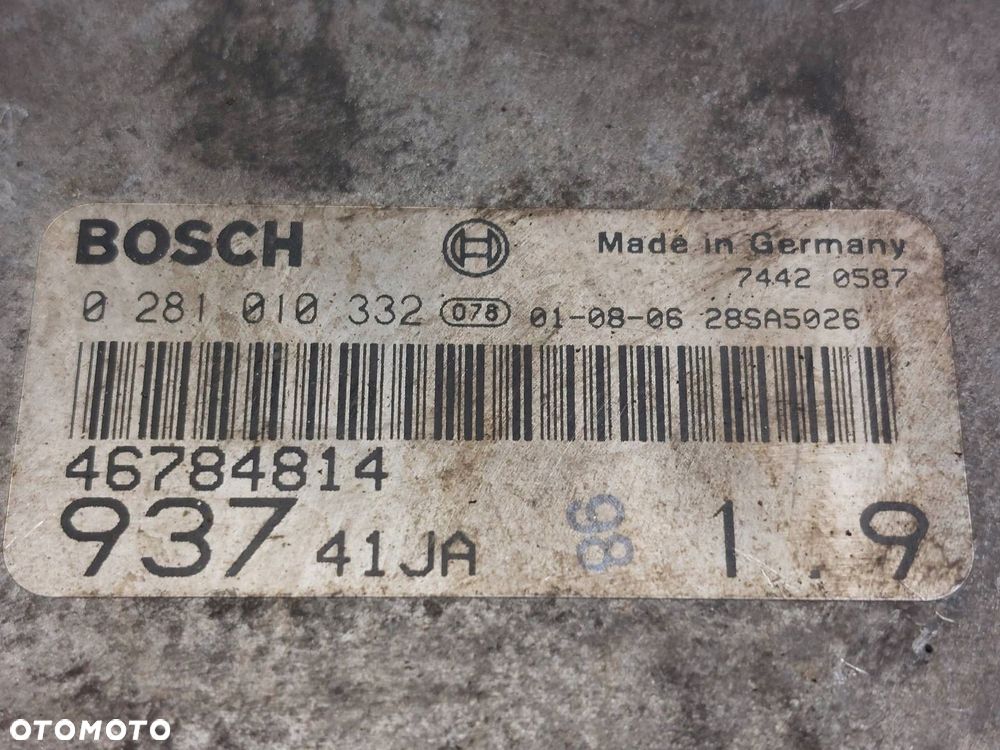 BOSCH Made in Germany
7442 0587
0 281 010 332 078 01-08-06 28SA5026
46784814
937 41JA 98 1.9
OTOMOTO